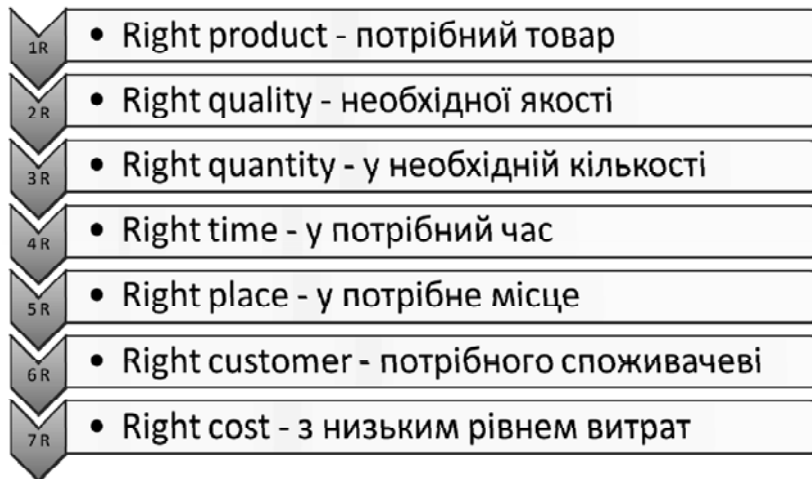 1R • Right product - потрібний товар
2R • Right quality - необхідної якості
3R • Right quantity - у необхідній кількості
4R • Right time - у потрібний час
5R • Right place - у потрібне місце
6R • Right customer - потрібного споживачеві
7R • Right cost - з низьким рівнем витрат